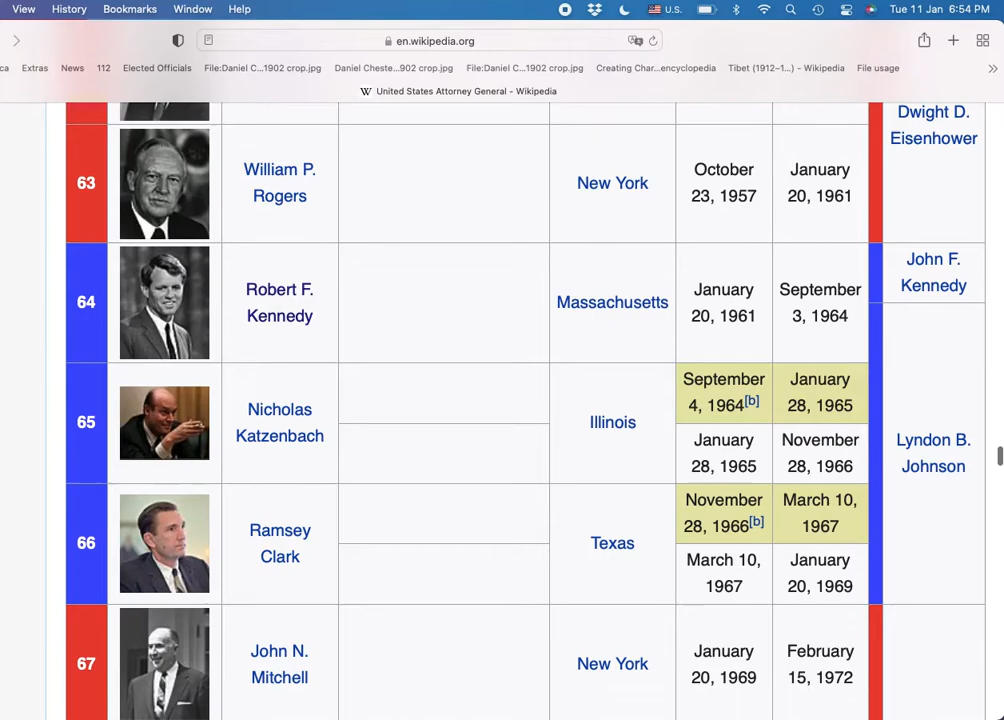 View History Bookmarks Window Help U.S. Tue 11 Jan 6:54 PM
en.wikipedia.org
ca Extras News 112 Elected Officials File:Daniel C...1902 crop.jpg Daniel Cheste...902 crop.jpg File:Daniel C...1902 crop.jpg Creating Char...encyclopedia Tibet (1912–1...) - Wikipedia File usage
W United States Attorney General - Wikipedia
Dwight D.
Eisenhower
63
William P.
Rogers
New York
October
23, 1957
January
20, 1961
64
Robert F.
Kennedy
Massachusetts
January
20, 1961
September
3, 1964
John F.
Kennedy
65
Nicholas
Katzenbach
Illinois
September
4, 1964[b]
January
28, 1965
January
28, 1965
November
28, 1966
Lyndon B.
Johnson
66
Ramsey
Clark
Texas
November
28, 1966[b]
March 10,
1967
March 10,
1967
January
20, 1969
67
John N.
Mitchell
New York
January
20, 1969
February
15, 1972